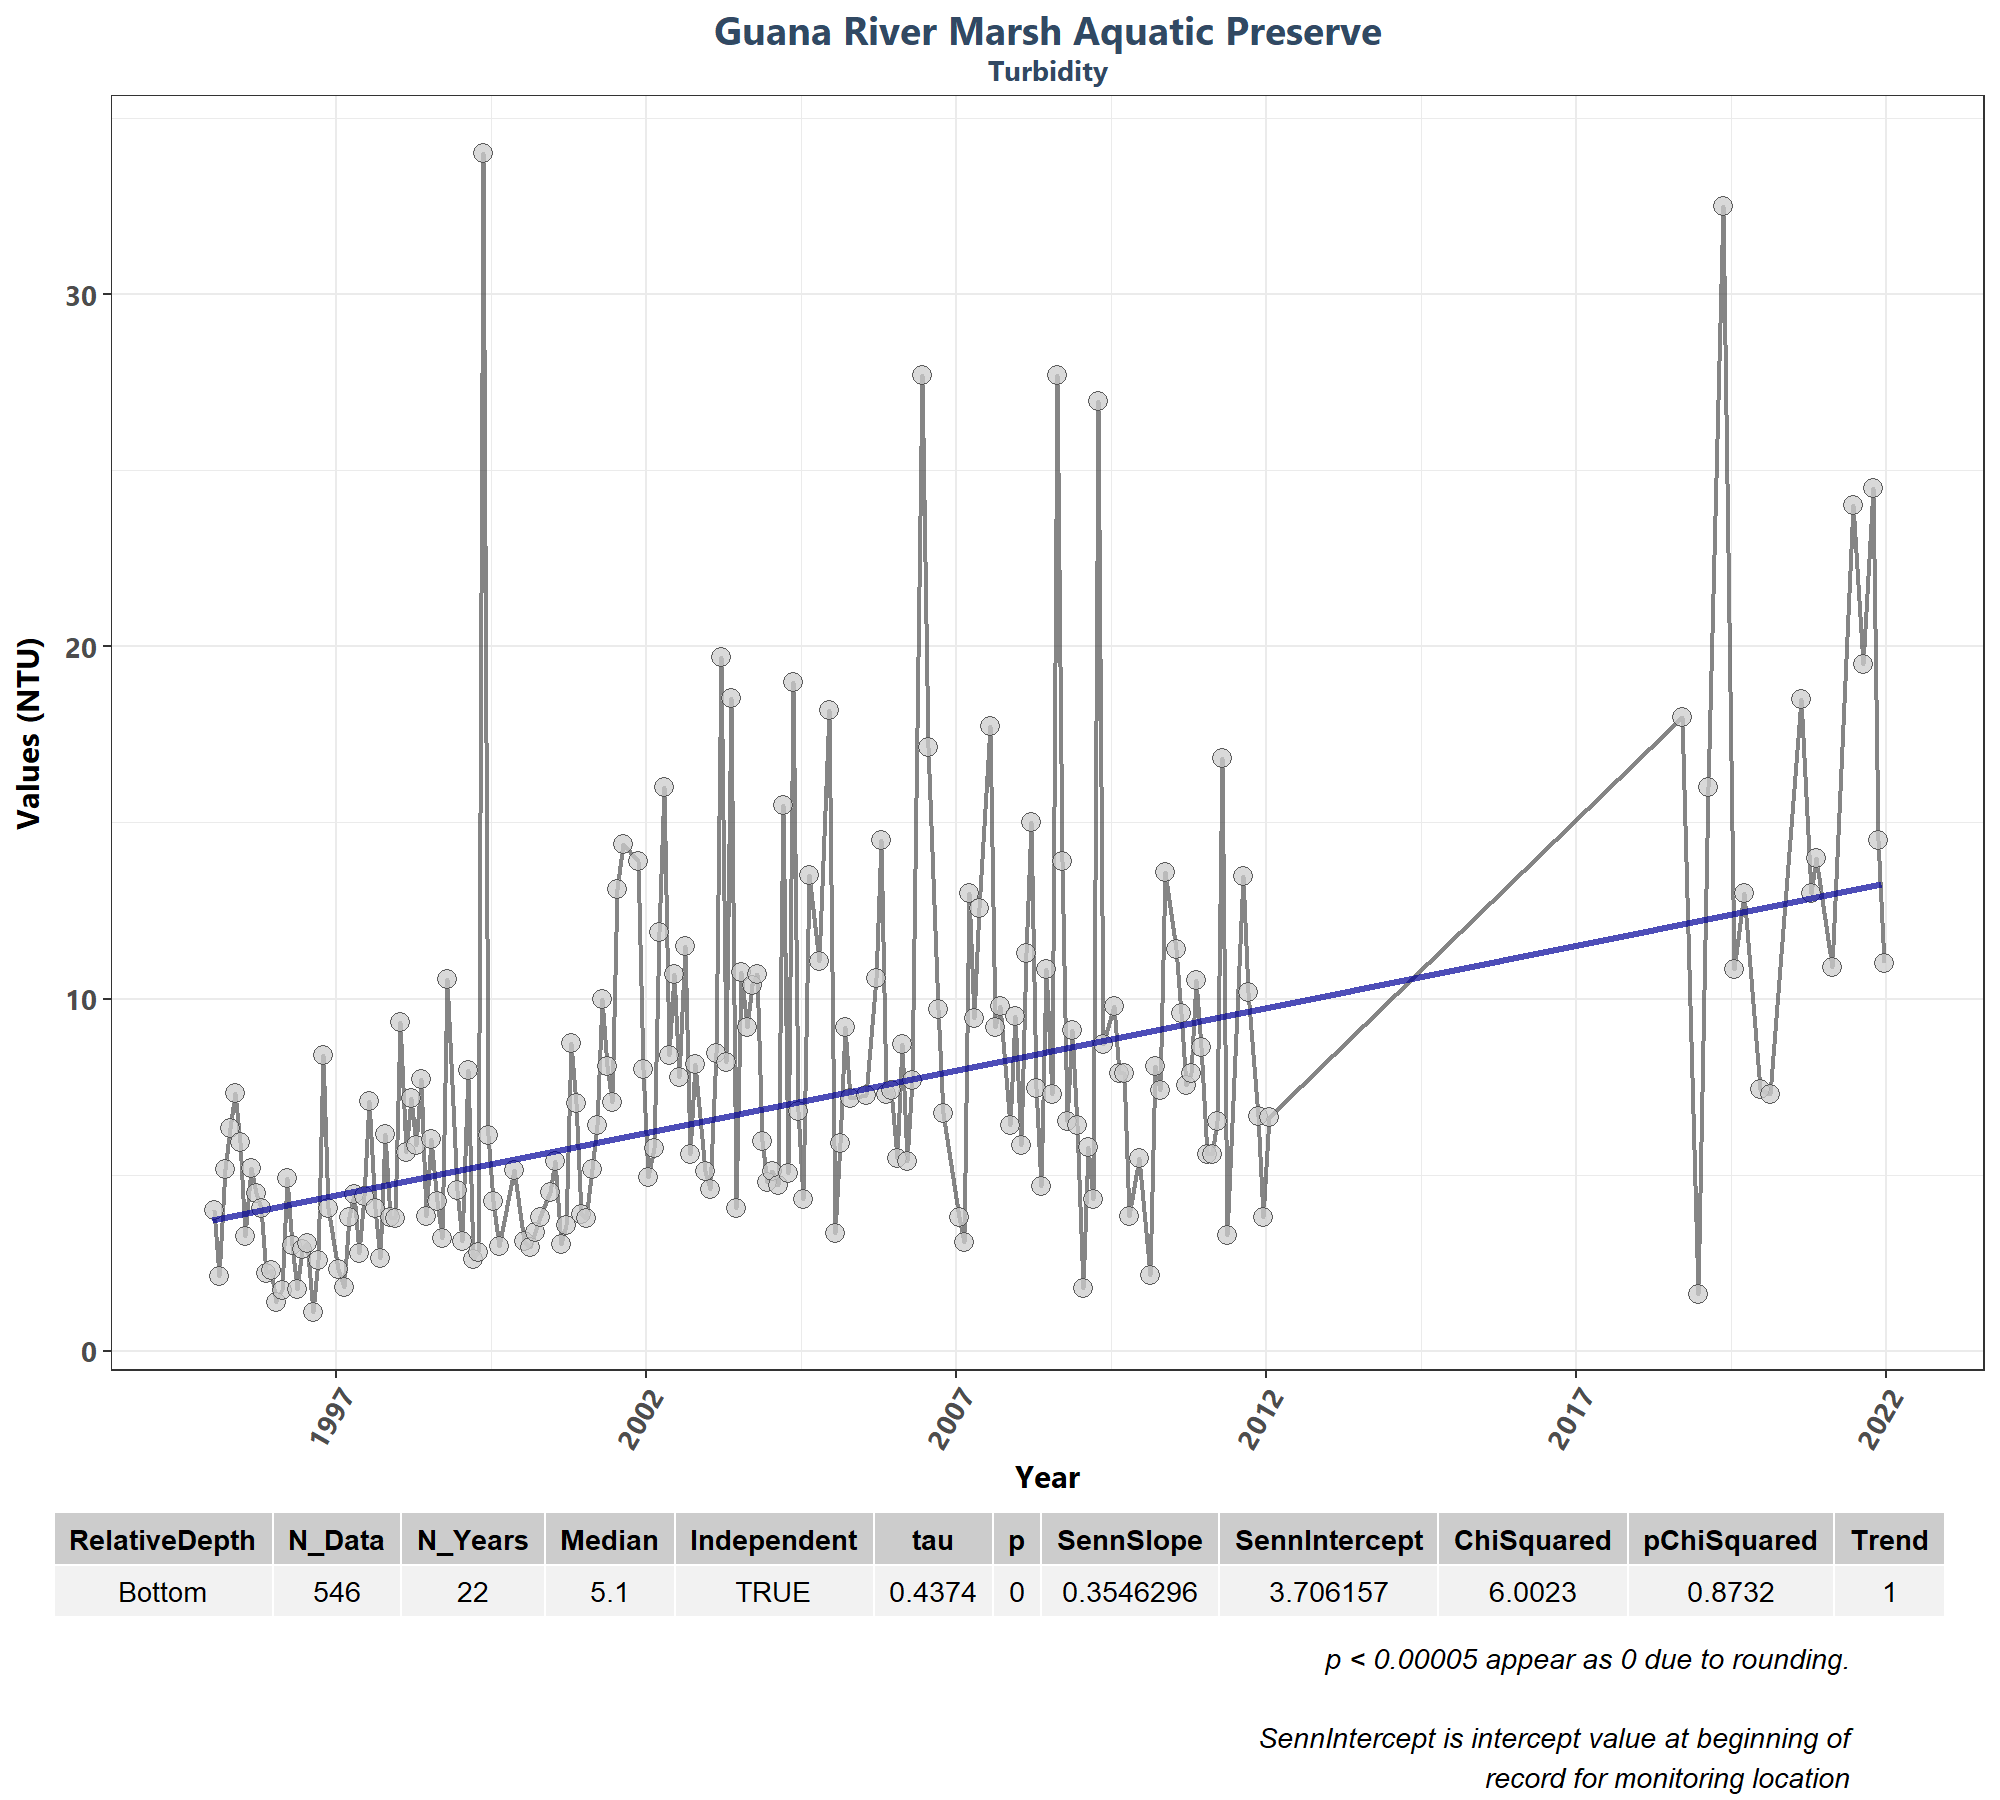 Guana River Marsh Aquatic Preserve
Turbidity
Values (NTU)
30
20
10
0
1997
2002
2007
2012
2017
2022
Year
RelativeDepth N_Data N_Years Median Independent tau p SennSlope SennIntercept ChiSquared pChiSquared Trend
Bottom 546 22 5.1 TRUE 0.4374 0 0.3546296 3.706157 6.0023 0.8732 1
p < 0.00005 appear as 0 due to rounding.
SennIntercept is intercept value at beginning of
record for monitoring location